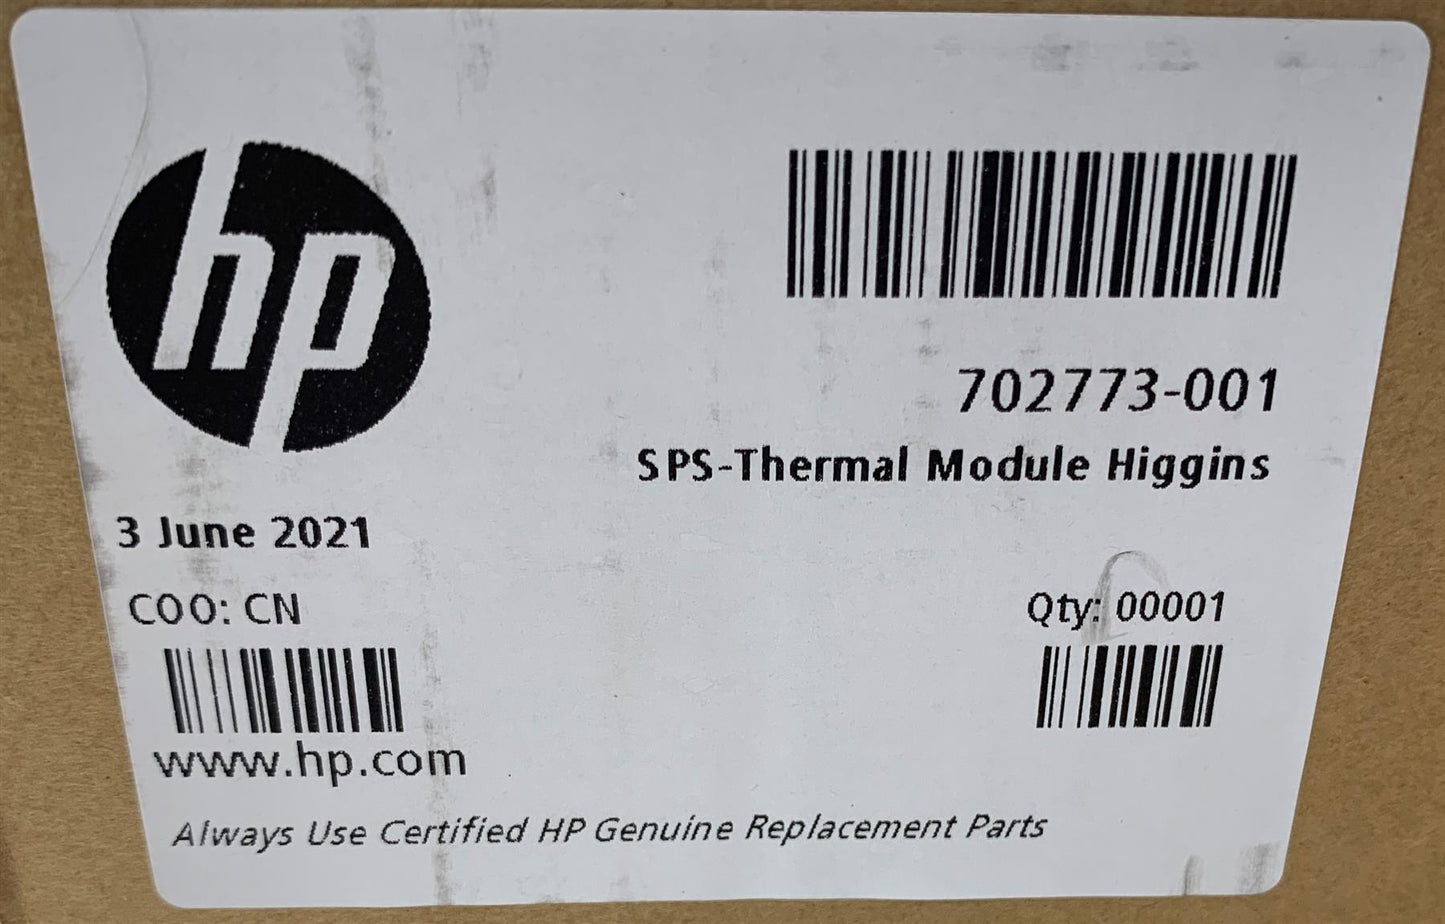 hp
702773-001
SPS-Thermal Module Higgins
3 June 2021
COO: CN
Qty: 00001
www.hp.com
Always Use Certified HP Genuine Replacement Parts